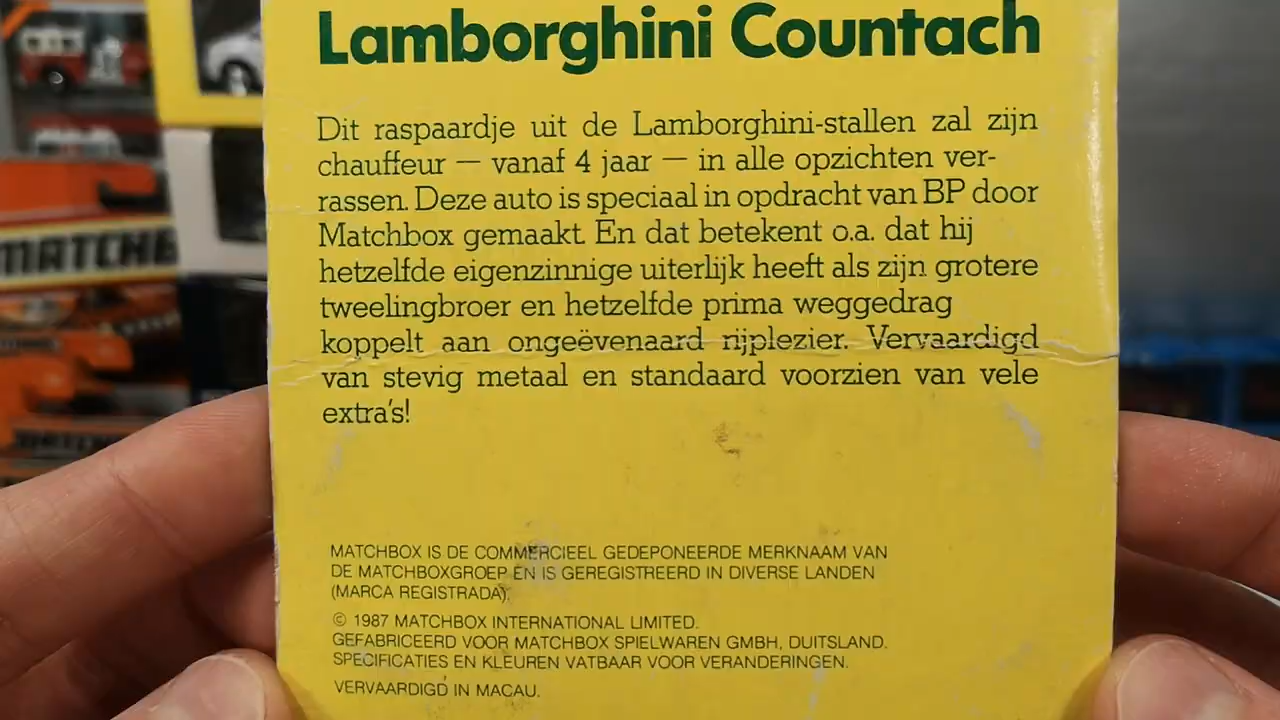 Lamborghini Countach
Dit raspaardje uit de Lamborghini-stallen zal zijn
chauffeur — vanaf 4 jaar — in alle opzichten ver-
rassen. Deze auto is speciaal in opdracht van BP door
Matchbox gemaakt. En dat betekent o.a. dat hij
hetzelfde eigenzinnige uiterlijk heeft als zijn grotere
tweelingbroer en hetzelfde prima weggedrag
koppelt aan ongeëvenaard rijplezier. Vervaardigd
van stevig metaal en standaard voorzien van vele
extra's!
MATCHBOX IS DE COMMERCIEEL GEDEPONEERDE MERKNAAM VAN
DE MATCHBOXGROEP EN IS GEREGISTREERD IN DIVERSE LANDEN
(MARCA REGISTRADA).
© 1987 MATCHBOX INTERNATIONAL LIMITED.
GEFABRICEERD VOOR MATCHBOX SPIELWAREN GMBH, DUITSLAND.
SPECIFICATIES EN KLEUREN VATBAAR VOOR VERANDERINGEN.
VERVAARDIGD IN MACAU.